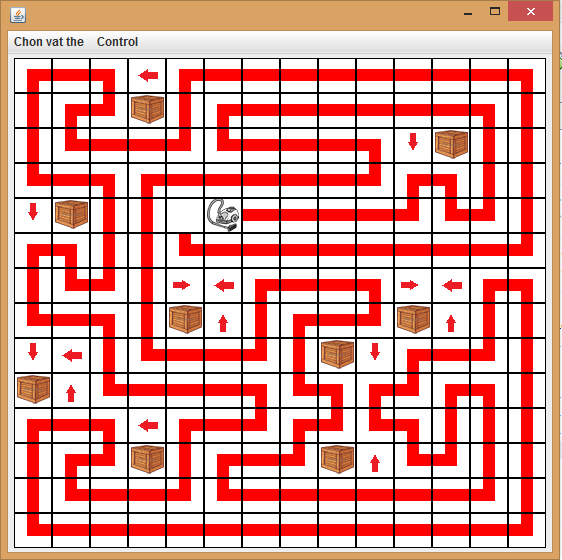 Chon vat the Control